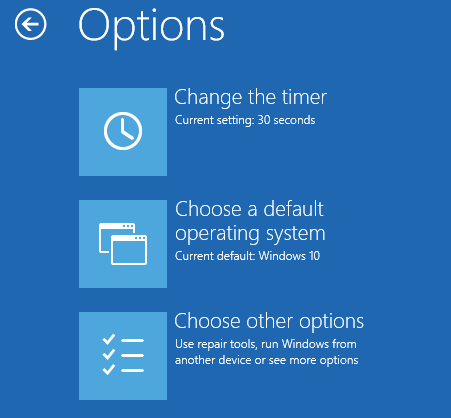 Options
Change the timer
Current setting: 30 seconds
Choose a default
operating system
Current default: Windows 10
Choose other options
Use repair tools, run Windows from
another device or see more options